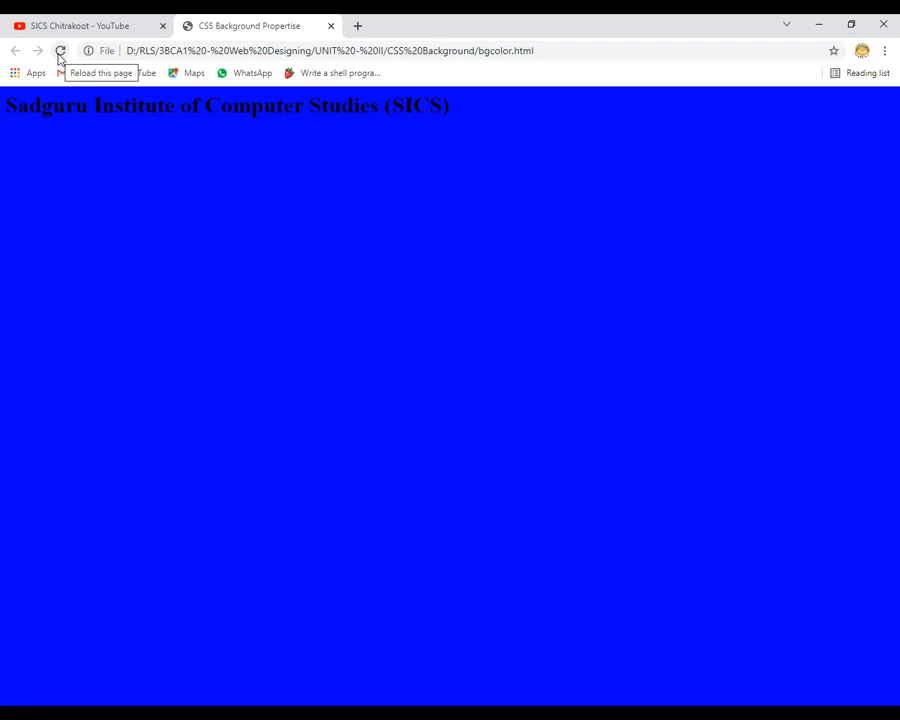 SICS Chitrakoot - YouTube
CSS Background Propertise
File
D:/RLS/3BCA1%20-%20Web%20Designing/UNIT%20-%20II/CSS%20Background/bgcolor.html
Apps
Reload this page
Tube
Maps
WhatsApp
Write a shell progra...
Reading list
Sadguru Institute of Computer Studies (SICS)